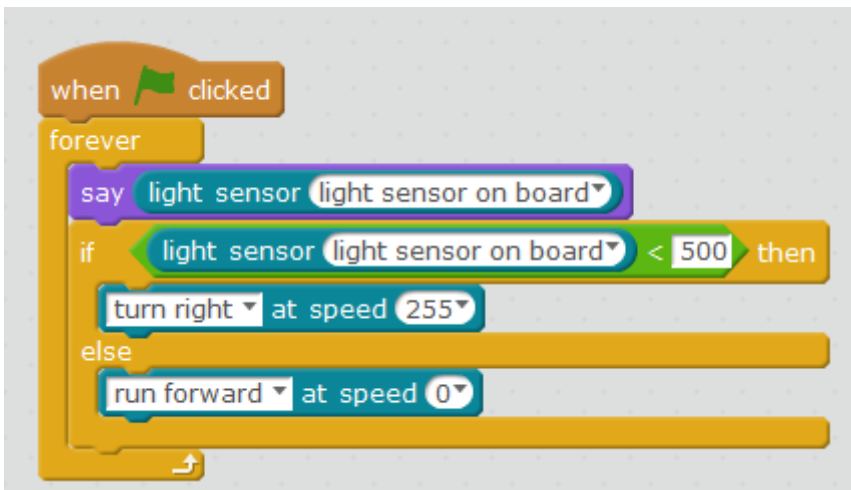 when clicked
forever
say light sensor light sensor on board
if light sensor light sensor on board < 500 then
turn right at speed 255
else
run forward at speed 0